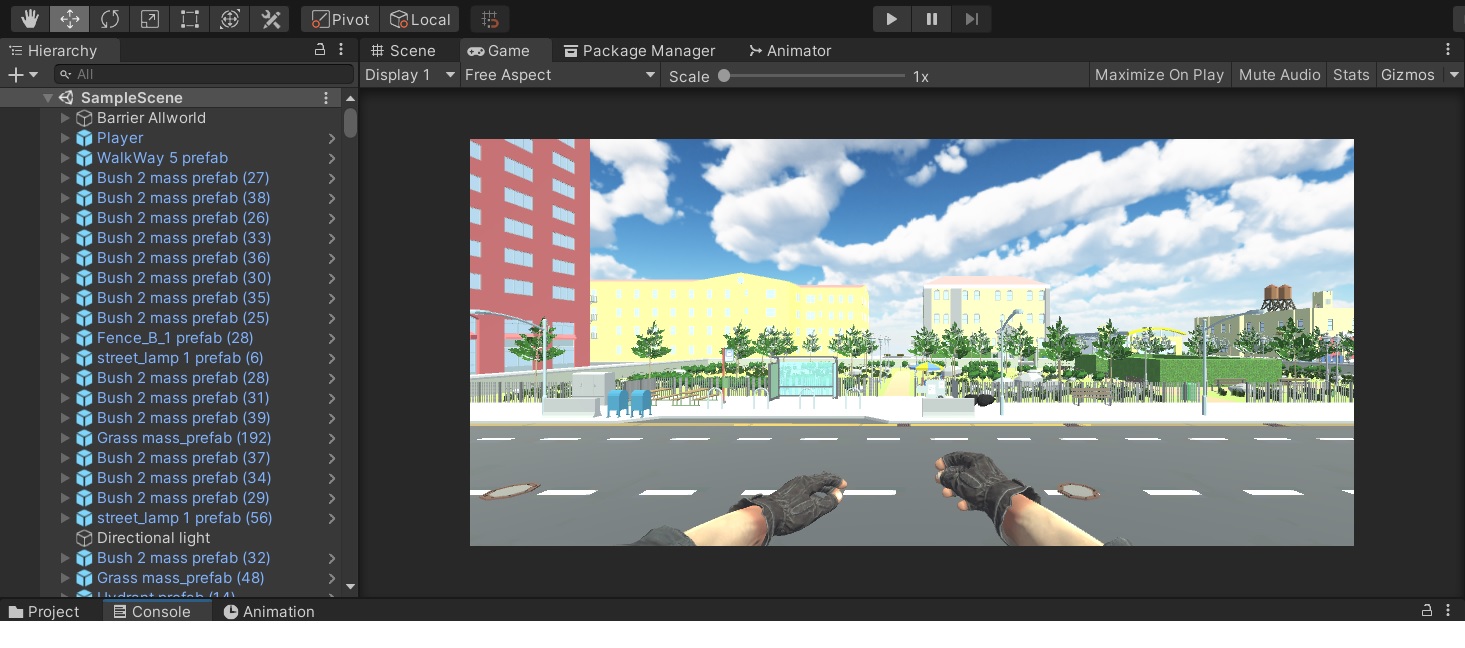 Pivot Local
Hierarchy
Scene Game Package Manager Animator
All
Display 1 Free Aspect Scale 1x Maximize On Play Mute Audio Stats Gizmos
SampleScene
Barrier Allworld
Player
WalkWay 5 prefab
Bush 2 mass prefab (27)
Bush 2 mass prefab (38)
Bush 2 mass prefab (26)
Bush 2 mass prefab (33)
Bush 2 mass prefab (36)
Bush 2 mass prefab (30)
Bush 2 mass prefab (35)
Bush 2 mass prefab (25)
Fence_B_1 prefab (28)
street_lamp 1 prefab (6)
Bush 2 mass prefab (28)
Bush 2 mass prefab (31)
Bush 2 mass prefab (39)
Grass mass_prefab (192)
Bush 2 mass prefab (37)
Bush 2 mass prefab (34)
Bush 2 mass prefab (29)
street_lamp 1 prefab (56)
Directional light
Bush 2 mass prefab (32)
Grass mass_prefab (48)
Hydrant prefab (14)
Project Console Animation